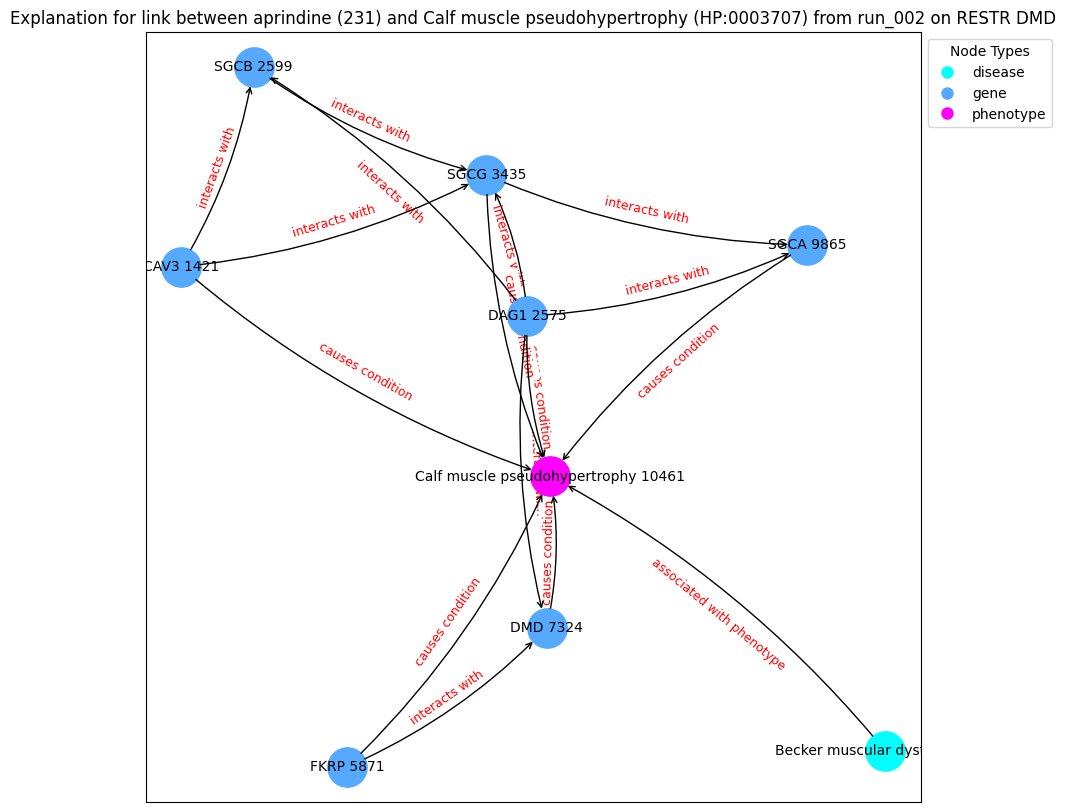 Explanation for link between aprindine (231) and Calf muscle pseudohypertrophy (HP:0003707) from run_002 on RESTR DMD
Node Types
disease
gene
phenotype
SGCB 2599
interacts with
interacts with
interacts with
SGCG 3435
interacts with
interacts with
SGCA 9865
CAV3 1421
interacts with
interacts with
DAG1 2575
causes condition
causes condition
condition
Calf muscle pseudohypertrophy 10461
causes condition
associated with phenotype
causes condition
DMD 7324
interacts with
FKRP 5871
Becker muscular dyst